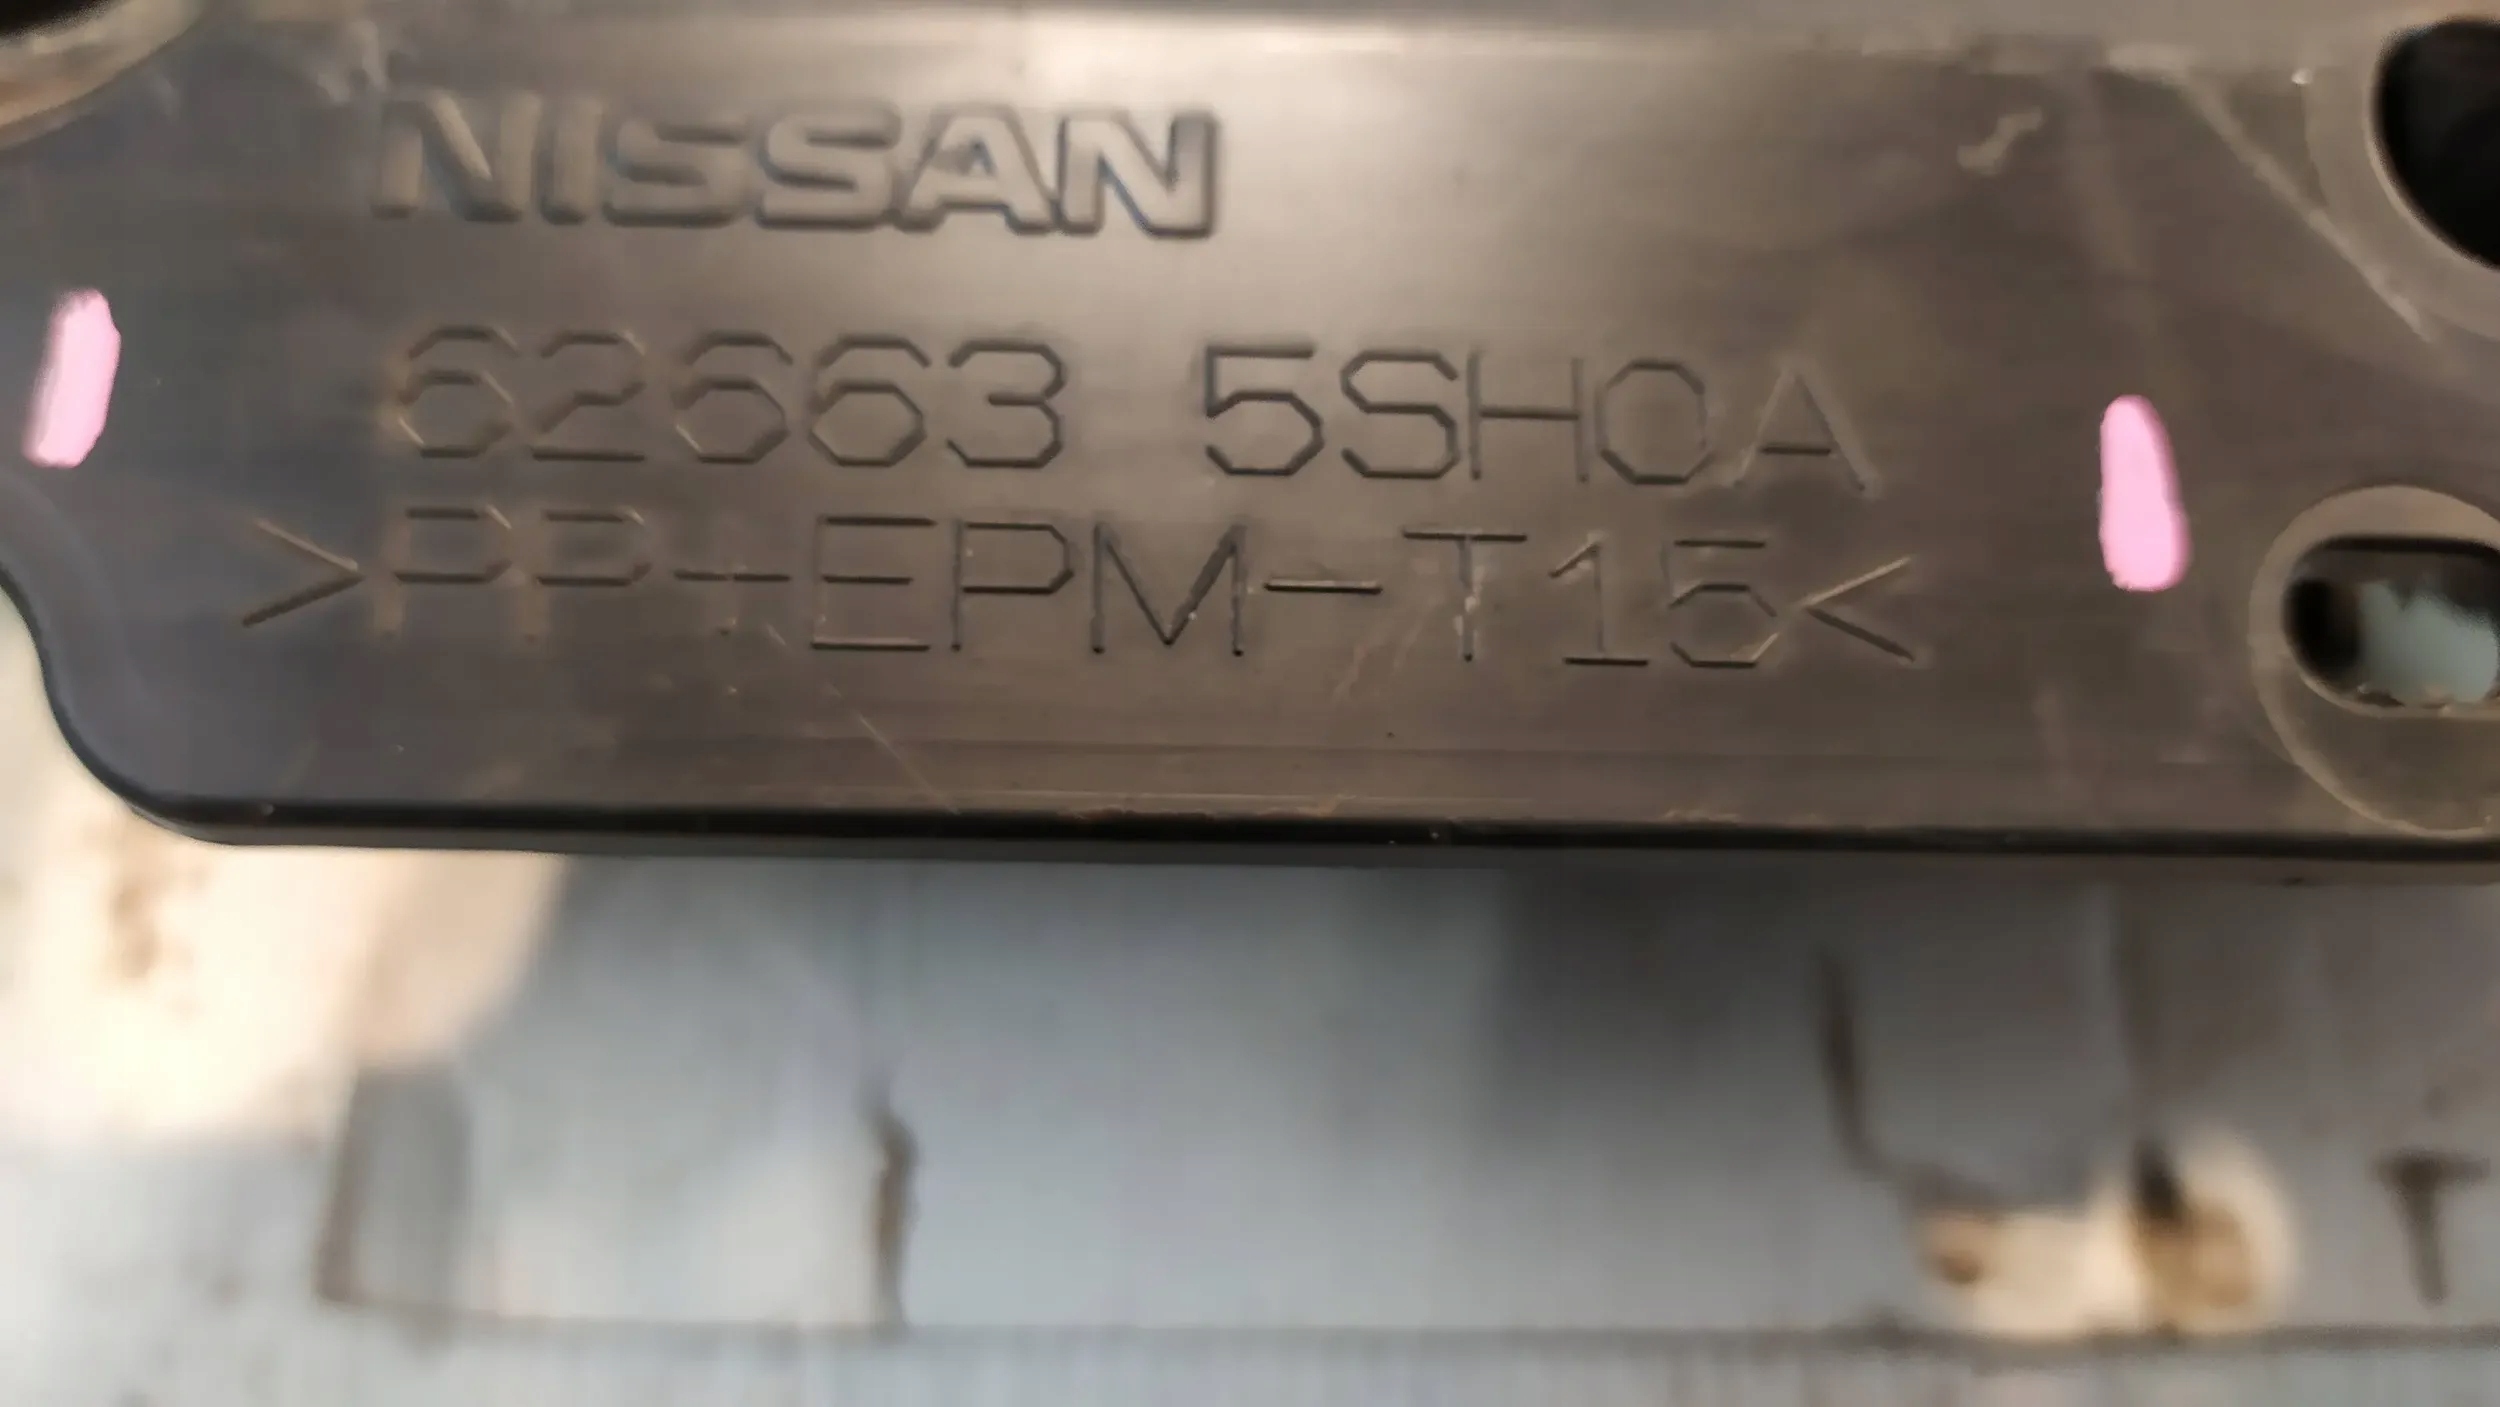 NISSAN
62663 5SH0A
>PP+EPM-T15<